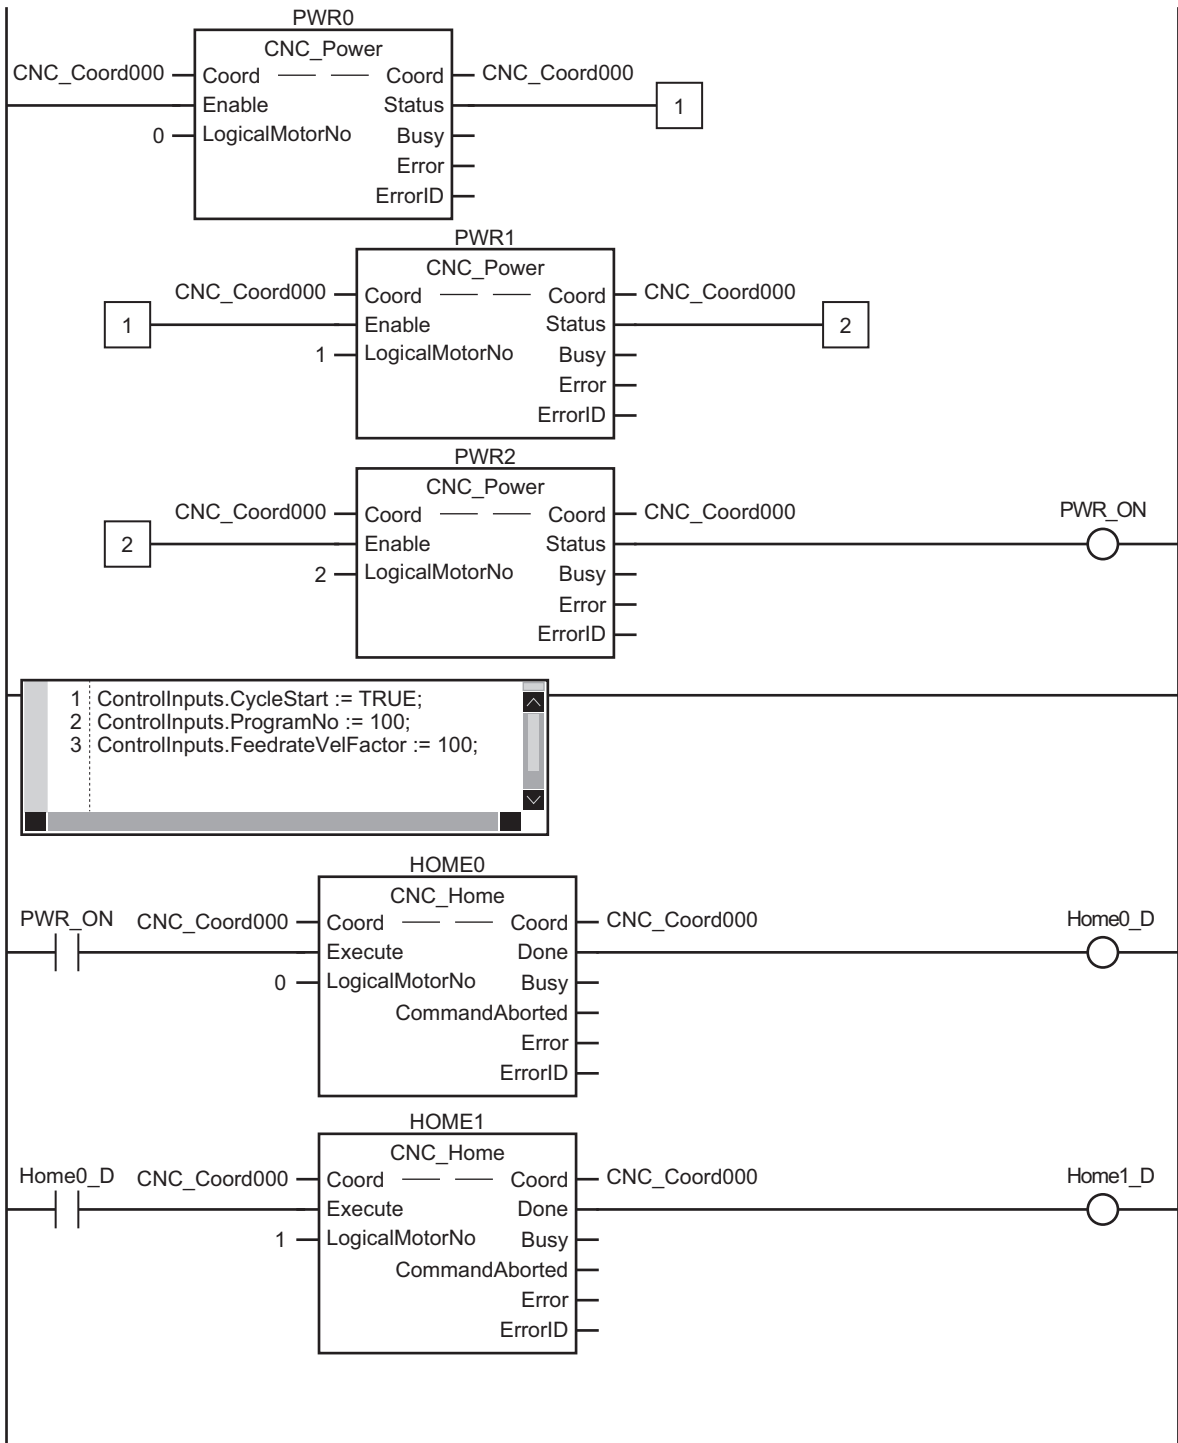 PWR0
CNC_Power
CNC_Coord000 Coord Coord CNC_Coord000
Enable Status 1
0 LogicalMotorNo Busy
Error
ErrorID
PWR1
CNC_Power
CNC_Coord000 Coord Coord CNC_Coord000
1 Enable Status 2
1 LogicalMotorNo Busy
Error
ErrorID
PWR2
CNC_Power
CNC_Coord000 Coord Coord CNC_Coord000 PWR_ON
2 Enable Status
2 LogicalMotorNo Busy
Error
ErrorID
1 ControlInputs.CycleStart := TRUE;
2 ControlInputs.ProgramNo := 100;
3 ControlInputs.FeedrateVelFactor := 100;
HOME0
CNC_Home
PWR_ON CNC_Coord000 Coord Coord CNC_Coord000 Home0_D
Execute Done
0 LogicalMotorNo Busy
CommandAborted
Error
ErrorID
HOME1
CNC_Home
Home0_D CNC_Coord000 Coord Coord CNC_Coord000 Home1_D
Execute Done
1 LogicalMotorNo Busy
CommandAborted
Error
ErrorID